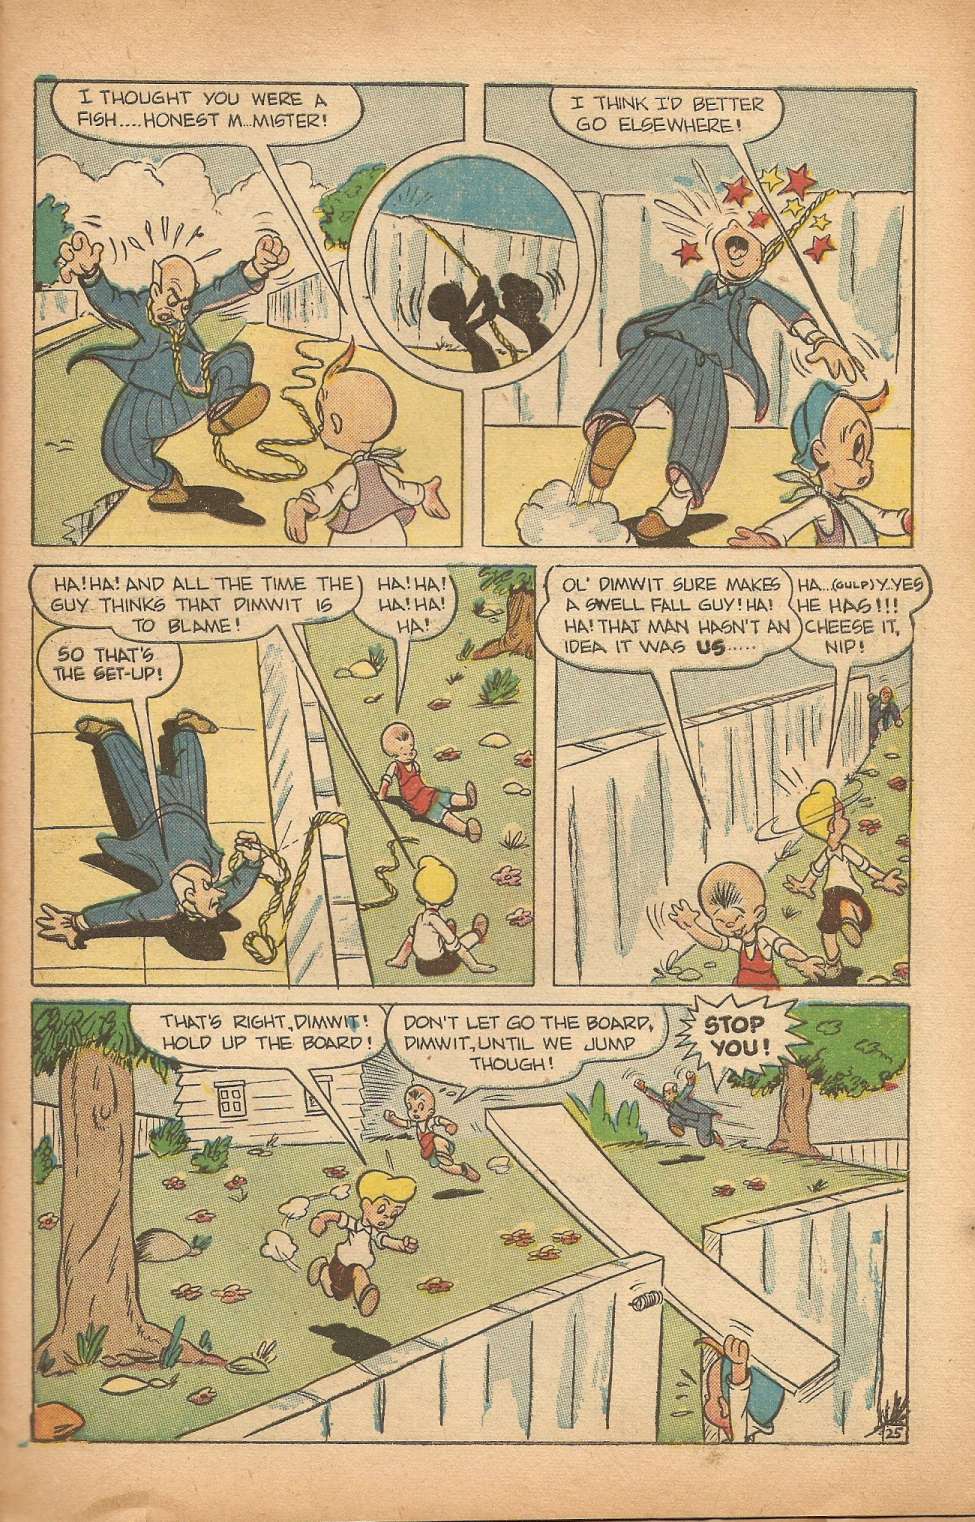 I THOUGHT YOU WERE A
FISH....HONEST M...MISTER!
I THINK I'D BETTER
GO ELSEWHERE!
HA! HA! AND ALL THE TIME THE
GUY THINKS THAT DIMWIT IS
TO BLAME!
HA! HA!
HA! HA!
HA!
SO THAT'S
THE SET-UP!
OL' DIMWIT SURE MAKES
A SWELL FALL GUY! HA!
HA! THAT MAN HASN'T AN
IDEA IT WAS US.....
HA...(GULP) Y..YES
HE HAS!!!
CHEESE IT,
NIP!
THAT'S RIGHT, DIMWIT!
HOLD UP THE BOARD!
DON'T LET GO THE BOARD,
DIMWIT, UNTIL WE JUMP
THOUGH!
STOP
YOU!
25